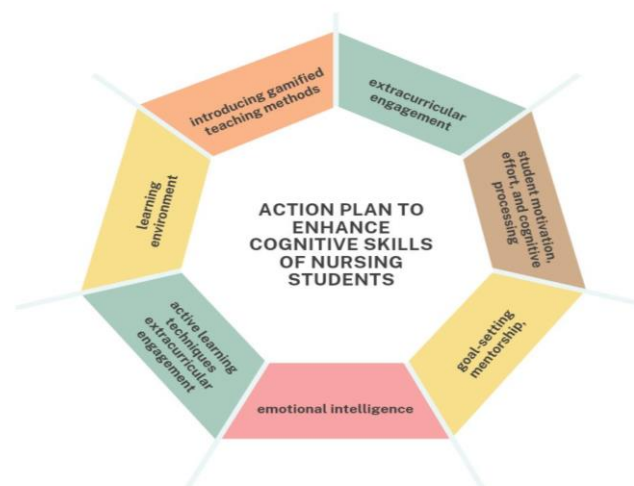 introducing gamified
teaching methods
extracurricular
engagement
student motivation,
effort, and cognitive
processing
goal-setting
mentorship,
emotional intelligence
active learning
techniques
extracurricular
engagement
learning
environment
ACTION PLAN TO
ENHANCE
COGNITIVE SKILLS
OF NURSING
STUDENTS